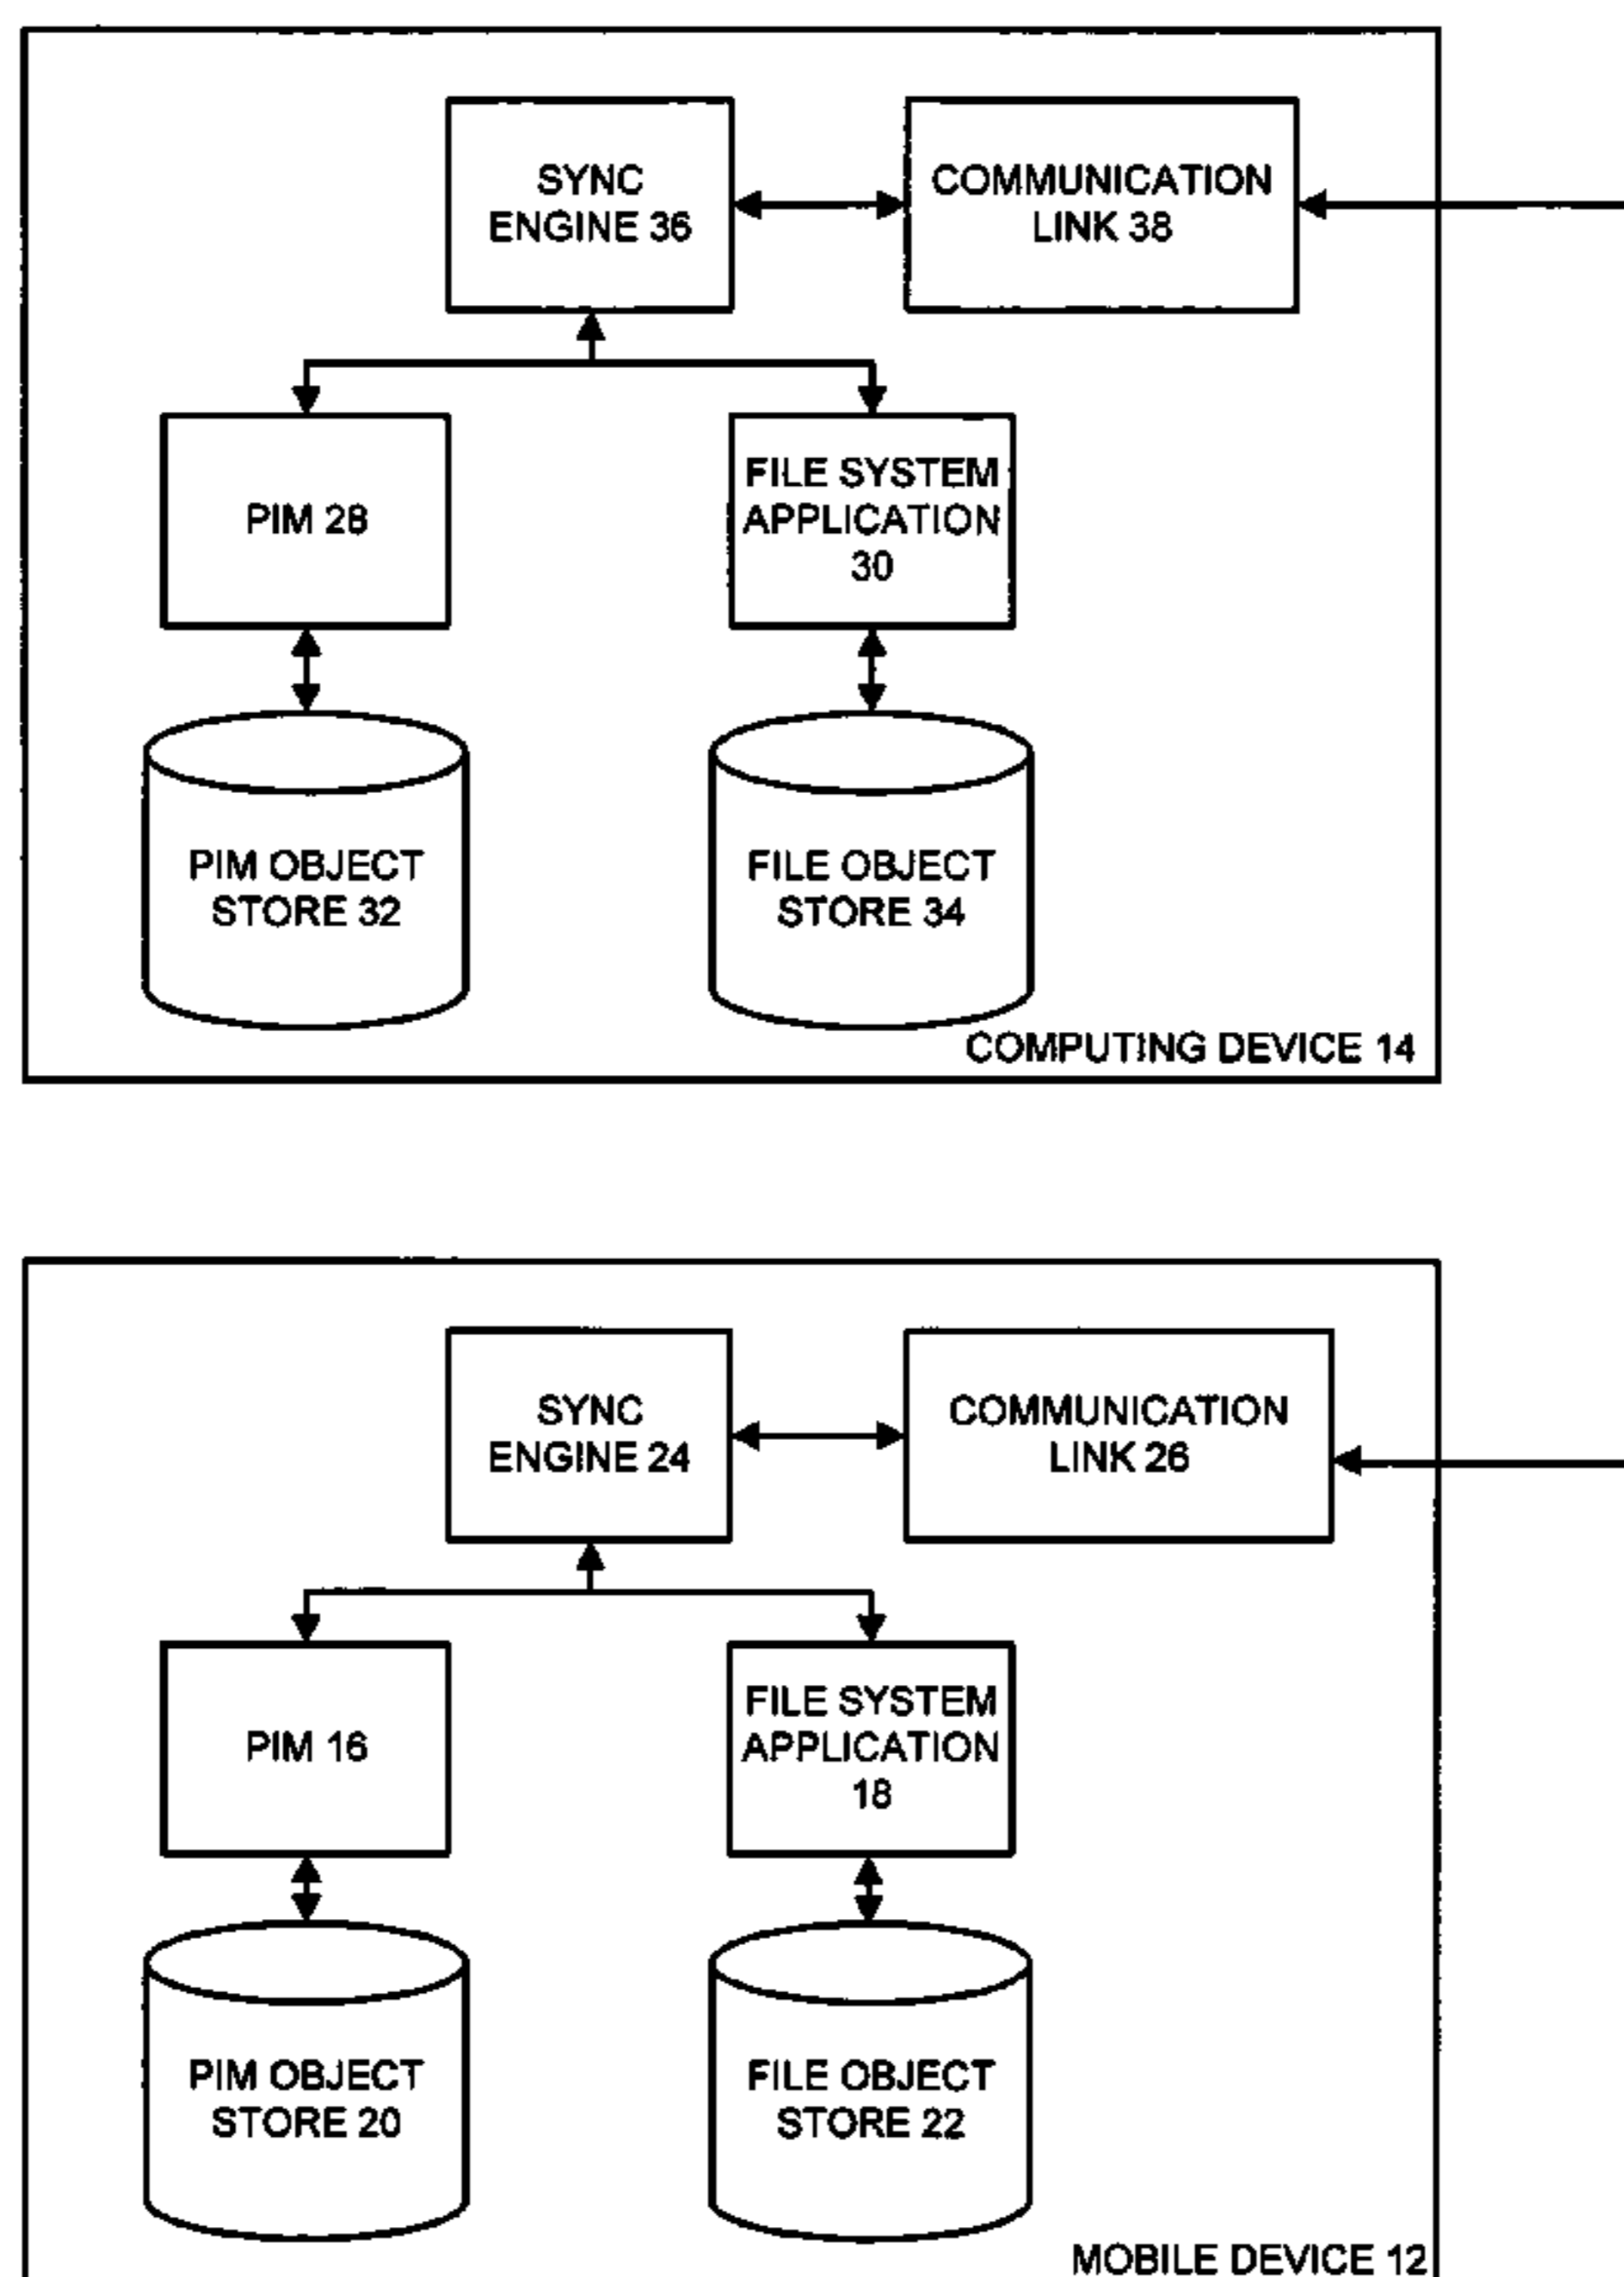 SYNC
ENGINE 36
COMMUNICATION
LINK 38
PIM 28
FILE SYSTEM
APPLICATION
30
PIM OBJECT
STORE 32
FILE OBJECT
STORE 34
COMPUTING DEVICE 14
SYNC
ENGINE 24
COMMUNICATION
LINK 26
PIM 16
FILE SYSTEM
APPLICATION
18
PIM OBJECT
STORE 20
FILE OBJECT
STORE 22
MOBILE DEVICE 12